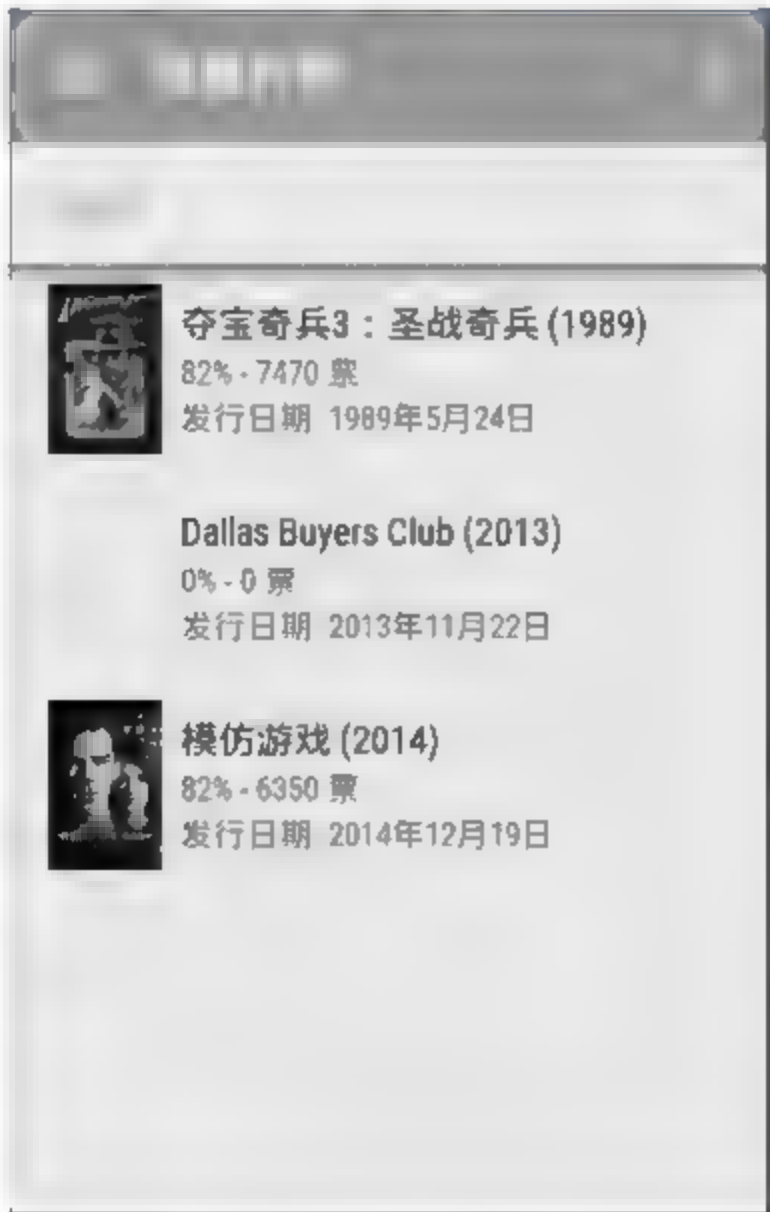 夺宝奇兵3：圣战奇兵 (1989)
82% - 7470 票
发行日期 1989年5月24日
Dallas Buyers Club (2013)
0% - 0 票
发行日期 2013年11月22日
模仿游戏 (2014)
82% - 6350 票
发行日期 2014年12月19日